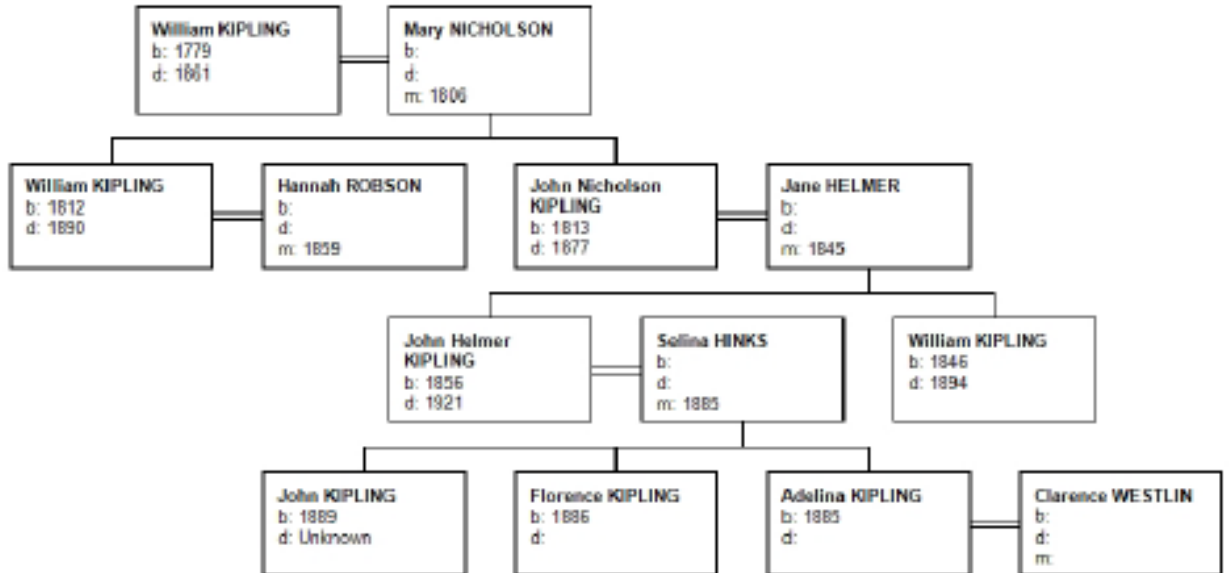 William KIPLING
b: 1779
d: 1861
Mary NICHOLSON
b:
d:
m: 1806
William KIPLING
b: 1812
d: 1890
Hannah ROBSON
b:
d:
m: 1859
John Nicholson
KIPLING
b: 1813
d: 1877
Jane HELMER
b:
d:
m: 1845
John Helmer
KIPLING
b: 1856
d: 1921
Selina HINKS
b:
d:
m: 1885
William KIPLING
b: 1846
d: 1894
John KIPLING
b: 1889
d: Unknown
Florence KIPLING
b: 1886
d:
Adelina KIPLING
b: 1885
d:
Clarence WESTLIN
b:
d:
m: